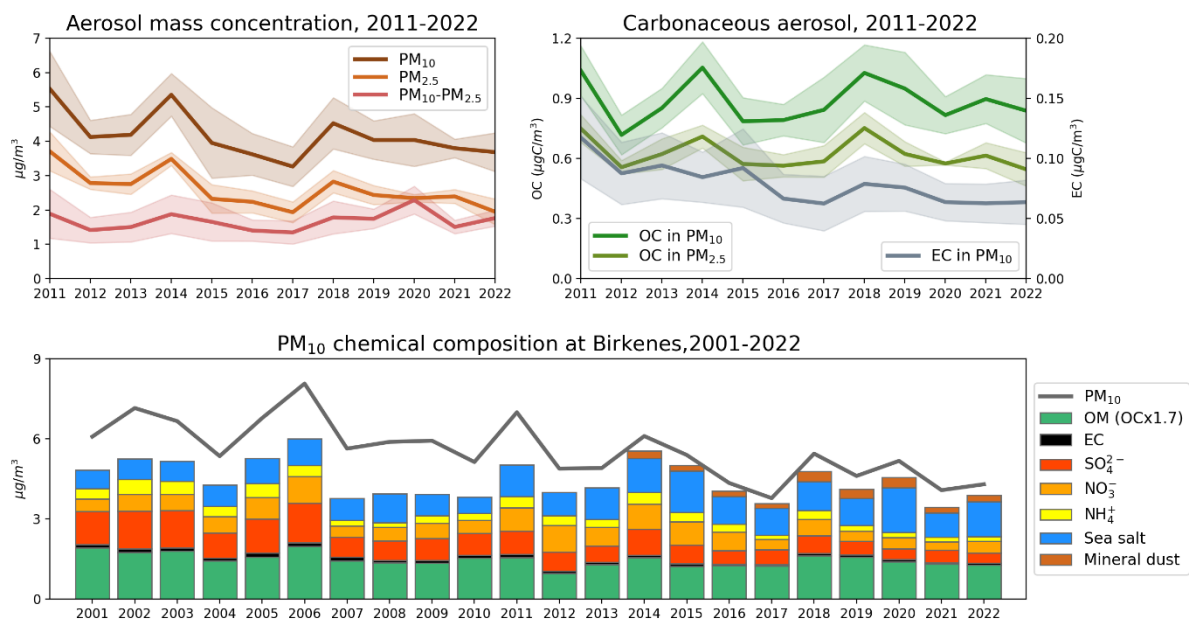 Aerosol mass concentration, 2011-2022
7
6
5
4
3
2
1
0
μg/m³
PM₁₀
PM₂.₅
PM₁₀-PM₂.₅
2011 2012 2013 2014 2015 2016 2017 2018 2019 2020 2021 2022
Carbonaceous aerosol, 2011-2022
1.2
0.9
0.6
0.3
0.0
OC (μgC/m³)
OC in PM₁₀
OC in PM₂.₅
EC in PM₁₀
0.20
0.15
0.10
0.05
0.00
EC (μgC/m³)
2011 2012 2013 2014 2015 2016 2017 2018 2019 2020 2021 2022
PM₁₀ chemical composition at Birkenes,2001-2022
9
6
3
0
μg/m³
2001 2002 2003 2004 2005 2006 2007 2008 2009 2010 2011 2012 2013 2014 2015 2016 2017 2018 2019 2020 2021 2022
PM₁₀
OM (OCx1.7)
EC
SO₄²⁻
NO₃⁻
NH₄⁺
Sea salt
Mineral dust